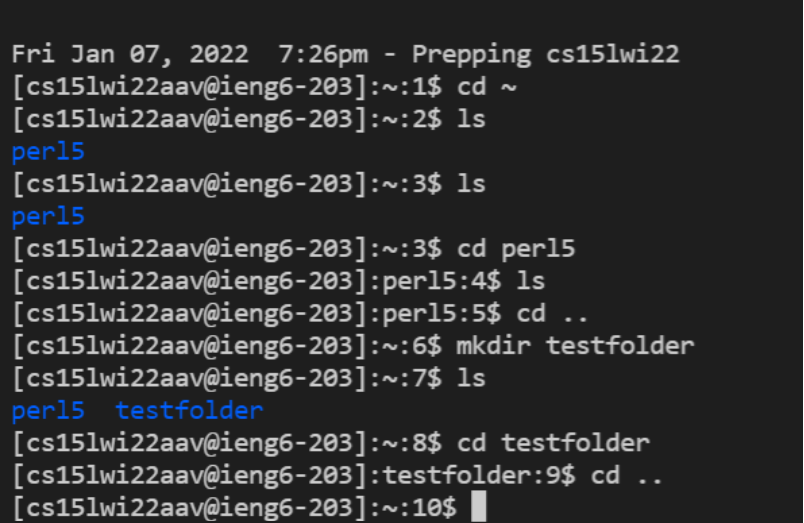 Fri Jan 07, 2022  7:26pm - Prepping cs15lwi22
[cs15lwi22aav@ieng6-203]:~:1$ cd ~
[cs15lwi22aav@ieng6-203]:~:2$ ls
perl5
[cs15lwi22aav@ieng6-203]:~:3$ ls
perl5
[cs15lwi22aav@ieng6-203]:~:3$ cd perl5
[cs15lwi22aav@ieng6-203]:perl5:4$ ls
[cs15lwi22aav@ieng6-203]:perl5:5$ cd ..
[cs15lwi22aav@ieng6-203]:~:6$ mkdir testfolder
[cs15lwi22aav@ieng6-203]:~:7$ ls
perl5  testfolder
[cs15lwi22aav@ieng6-203]:~:8$ cd testfolder
[cs15lwi22aav@ieng6-203]:testfolder:9$ cd ..
[cs15lwi22aav@ieng6-203]:~:10$